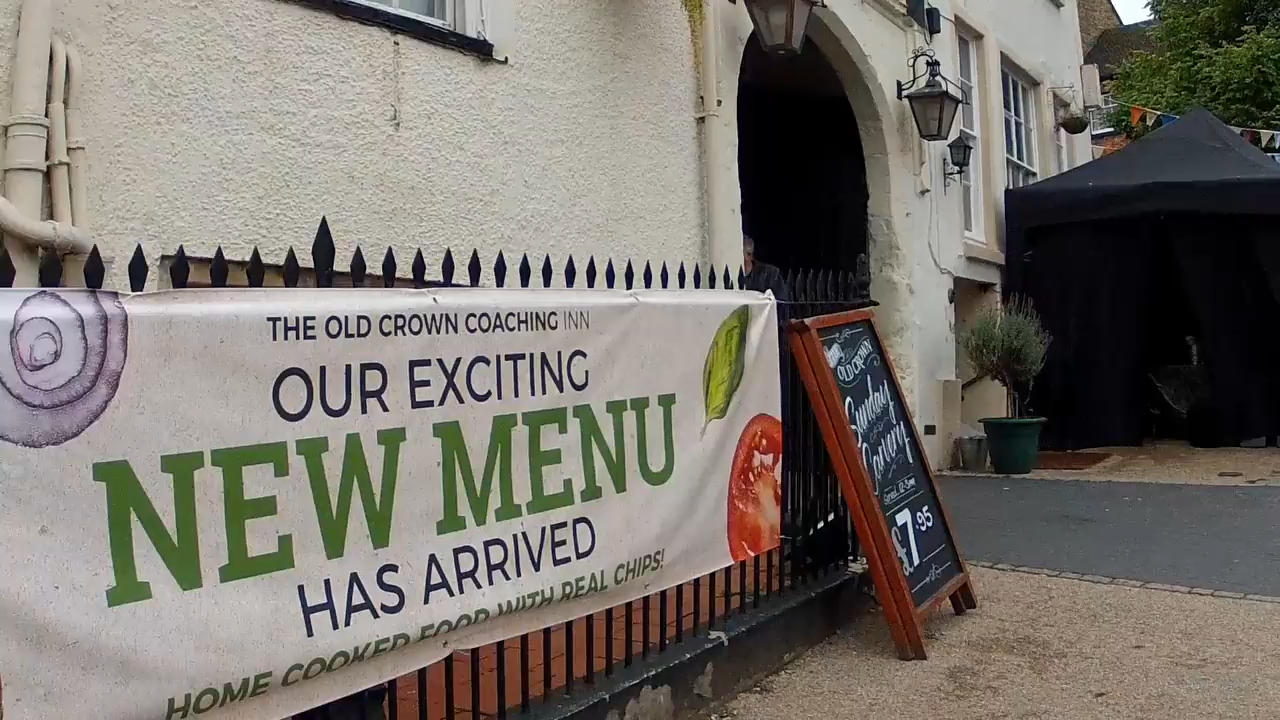 THE OLD CROWN COACHING INN
OUR EXCITING
NEW MENU
HAS ARRIVED
HOME COOKED FOOD WITH REAL CHIPS!
OLD CROWN
Sunday
Carvery
£7.95